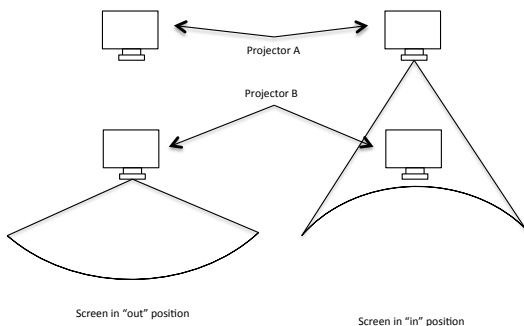 Projector A
Projector B
Screen in “out” position
Screen in “in” position